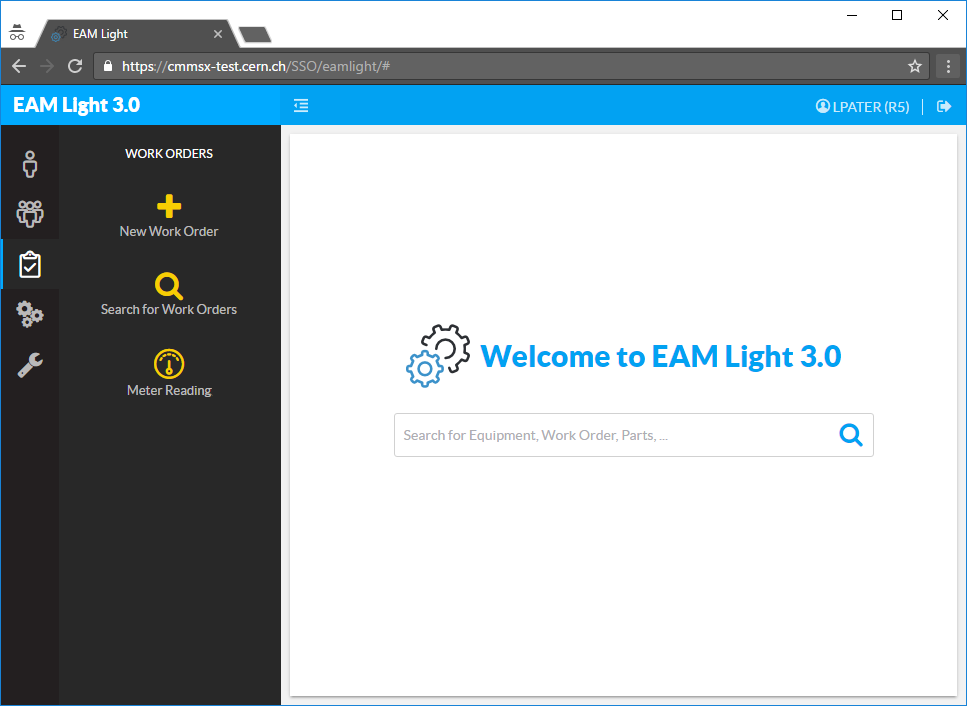 EAM Light
https://cmmsx-test.cern.ch/SSO/eamlight/#
EAM Light 3.0
LPATER (R5)
WORK ORDERS
New Work Order
Search for Work Orders
Meter Reading
Welcome to EAM Light 3.0
Search for Equipment, Work Order, Parts, ...